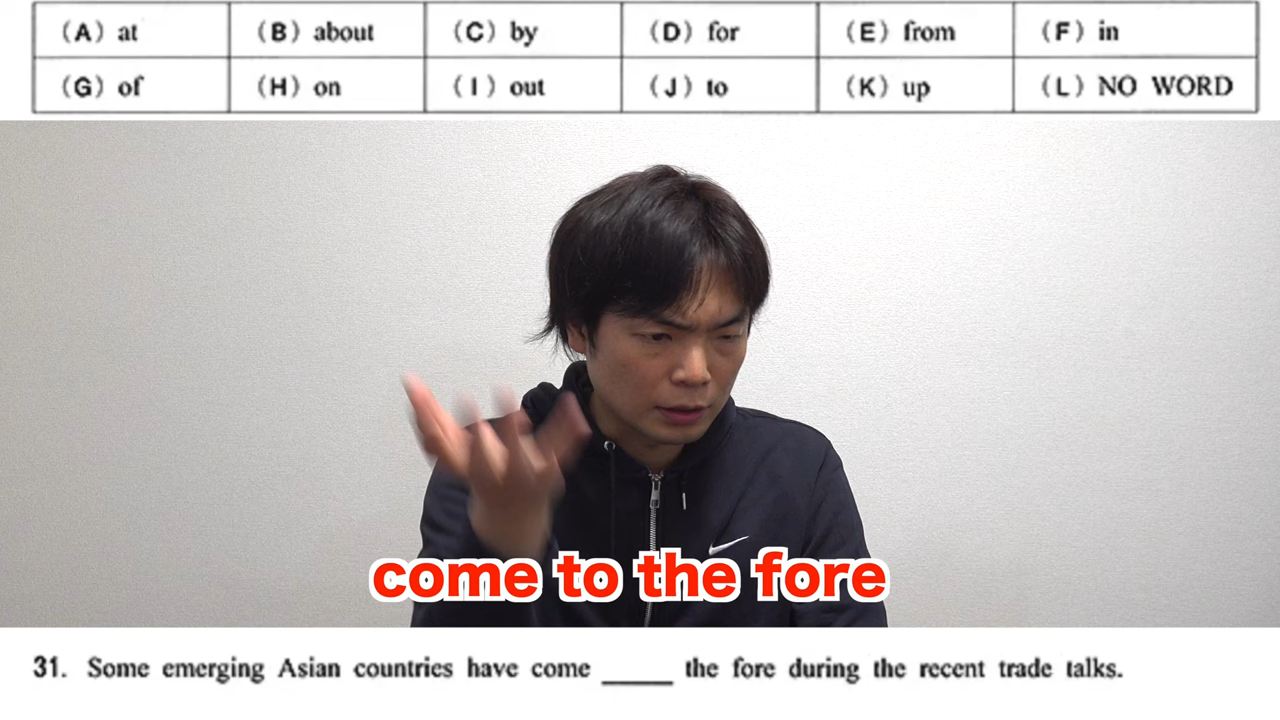 (A) at (B) about (C) by (D) for (E) from (F) in
(G) of (H) on (I) out (J) to (K) up (L) NO WORD
come to the fore
31. Some emerging Asian countries have come _____ the fore during the recent trade talks.